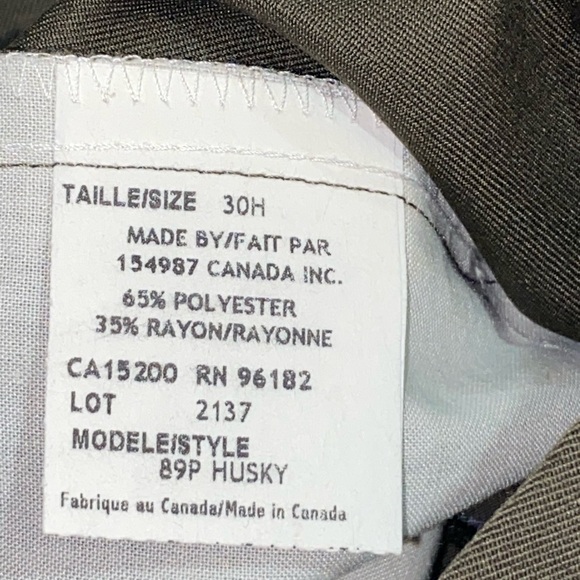 TAILLE/SIZE 30H
MADE BY/FAIT PAR
154987 CANADA INC.
65% POLYESTER
35% RAYON/RAYONNE
CA15200 RN 96182
LOT 2137
MODELE/STYLE
89P HUSKY
Fabrique au Canada/Made in Canada